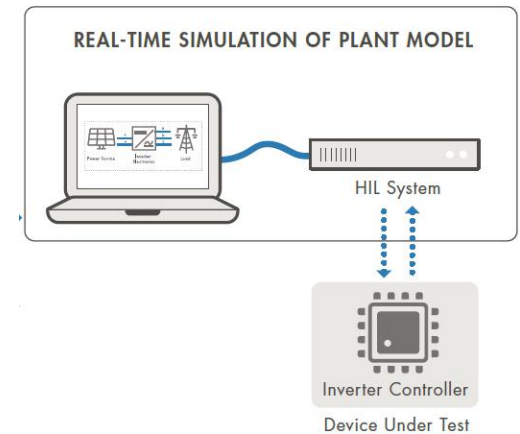 REAL-TIME SIMULATION OF PLANT MODEL
Power Source
Inverter
Electronics
Load
HIL System
Inverter Controller
Device Under Test